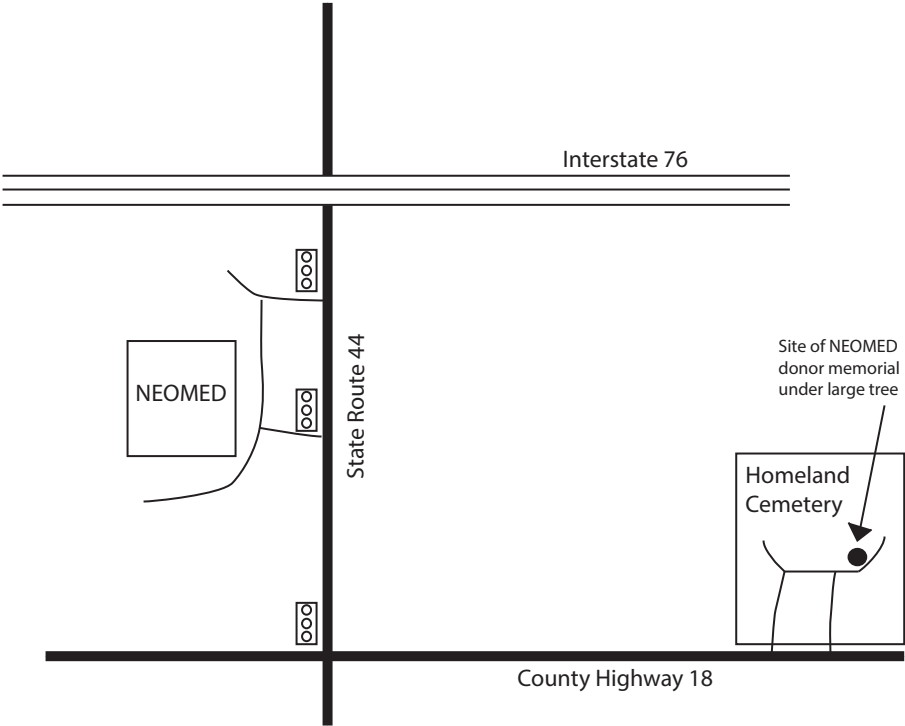 Interstate 76
State Route 44
Site of NEOMED
donor memorial
under large tree
NEOMED
Homeland
Cemetery
County Highway 18